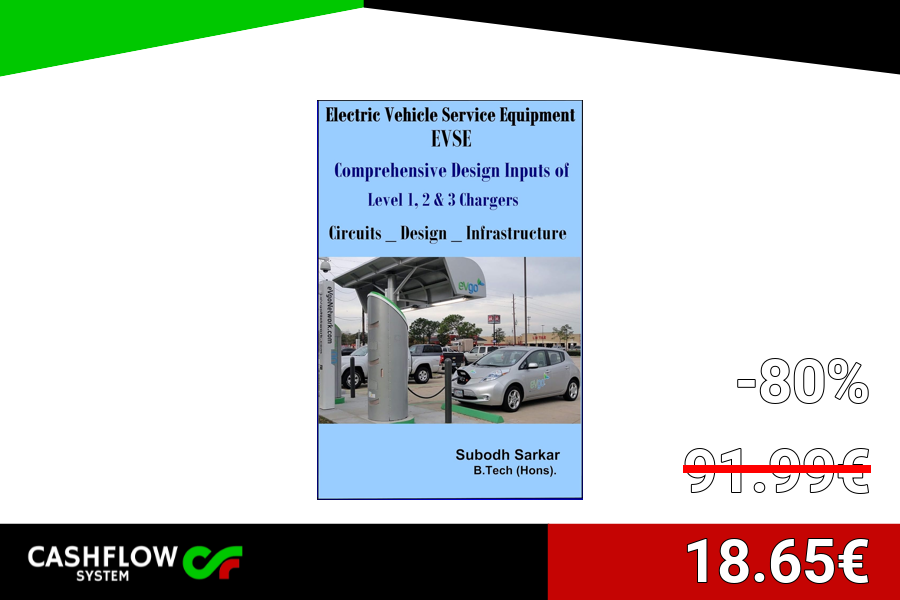 Electric Vehicle Service Equipment
EVSE
Comprehensive Design Inputs of
Level 1, 2 & 3 Chargers
Circuits _ Design _ Infrastructure
evgo
eVgoNetwork.com
evgo
Subodh Sarkar
B.Tech (Hons).
-80%
91.99€
CASHFLOW
SYSTEM
18.65€